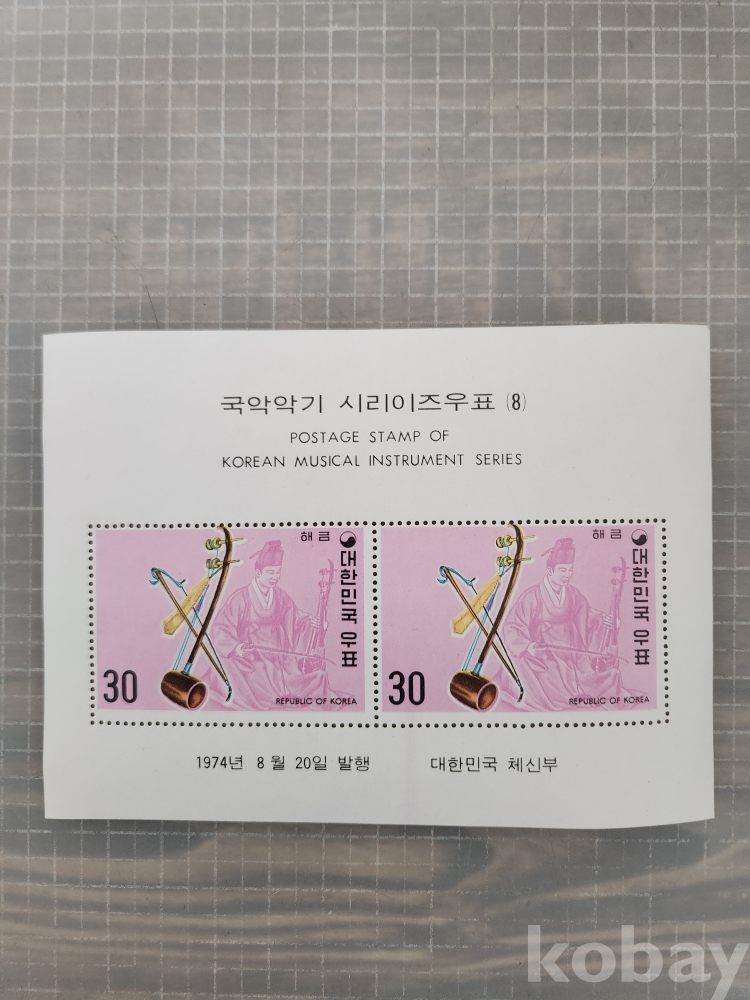 국악악기 시리이즈우표 (8)
POSTAGE STAMP OF
KOREAN MUSICAL INSTRUMENT SERIES
해금
대한민국 우표
30
REPUBLIC OF KOREA
해금
대한민국 우표
30
REPUBLIC OF KOREA
1974년 8월 20일 발행 대한민국 체신부
kobay